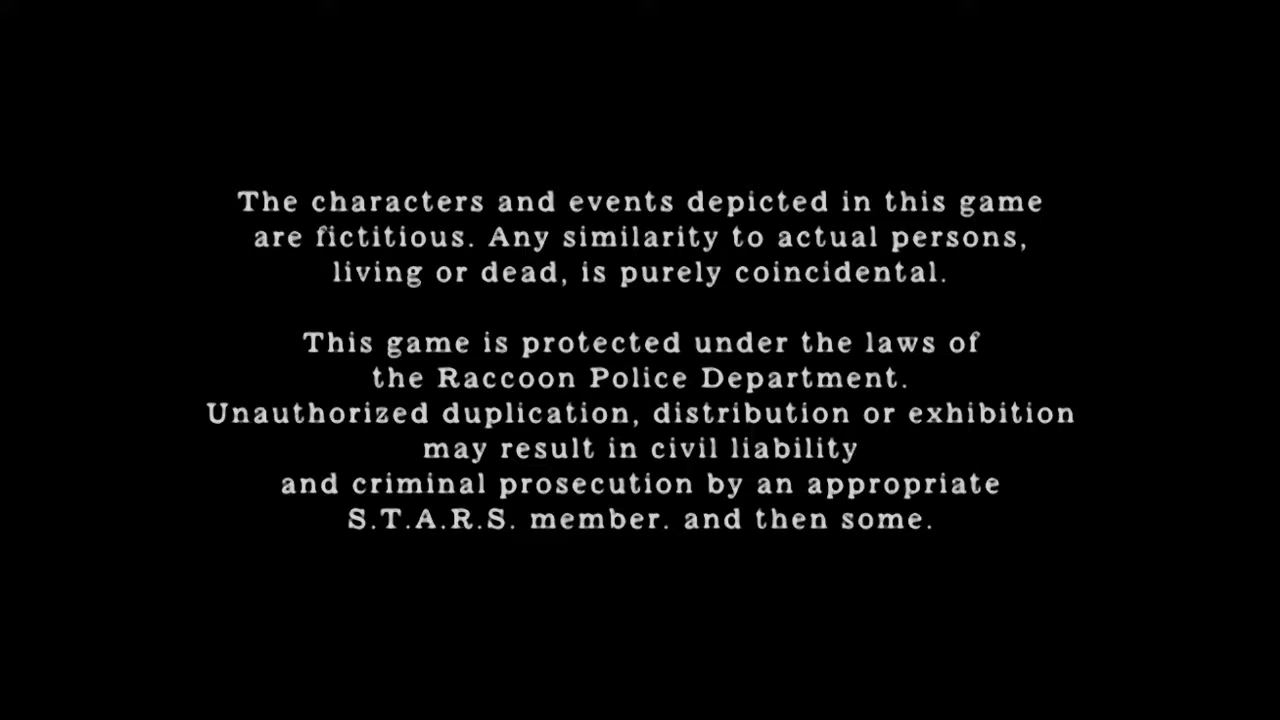 The characters and events depicted in this game
are fictitious. Any similarity to actual persons,
living or dead, is purely coincidental.
This game is protected under the laws of
the Raccoon Police Department.
Unauthorized duplication, distribution or exhibition
may result in civil liability
and criminal prosecution by an appropriate
S.T.A.R.S. member. and then some.